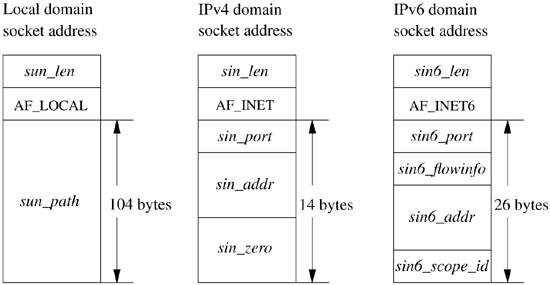 Local domain
socket address
sun_len
AF_LOCAL
sun_path
104 bytes
IPv4 domain
socket address
sin_len
AF_INET
sin_port
sin_addr
sin_zero
14 bytes
IPv6 domain
socket address
sin6_len
AF_INET6
sin6_port
sin6_flowinfo
sin6_addr
sin6_scope_id
26 bytes